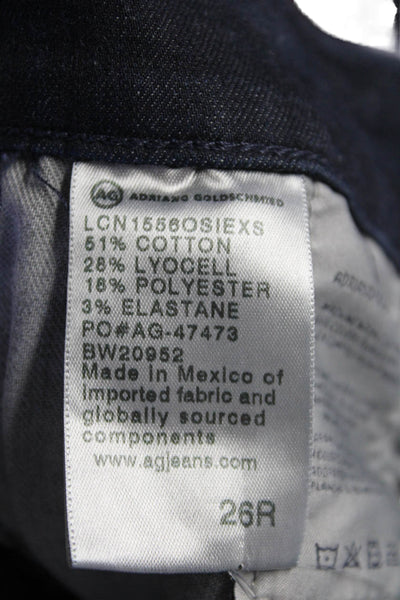 AG ADRIANO GOLDSCHMIED
LCN1556OSIEXS
51% COTTON
28% LYOCELL
18% POLYESTER
3% ELASTANE
PO#AG-47473
BW20952
Made in Mexico of
imported fabric and
globally sourced
components
www.agjeans.com
26R